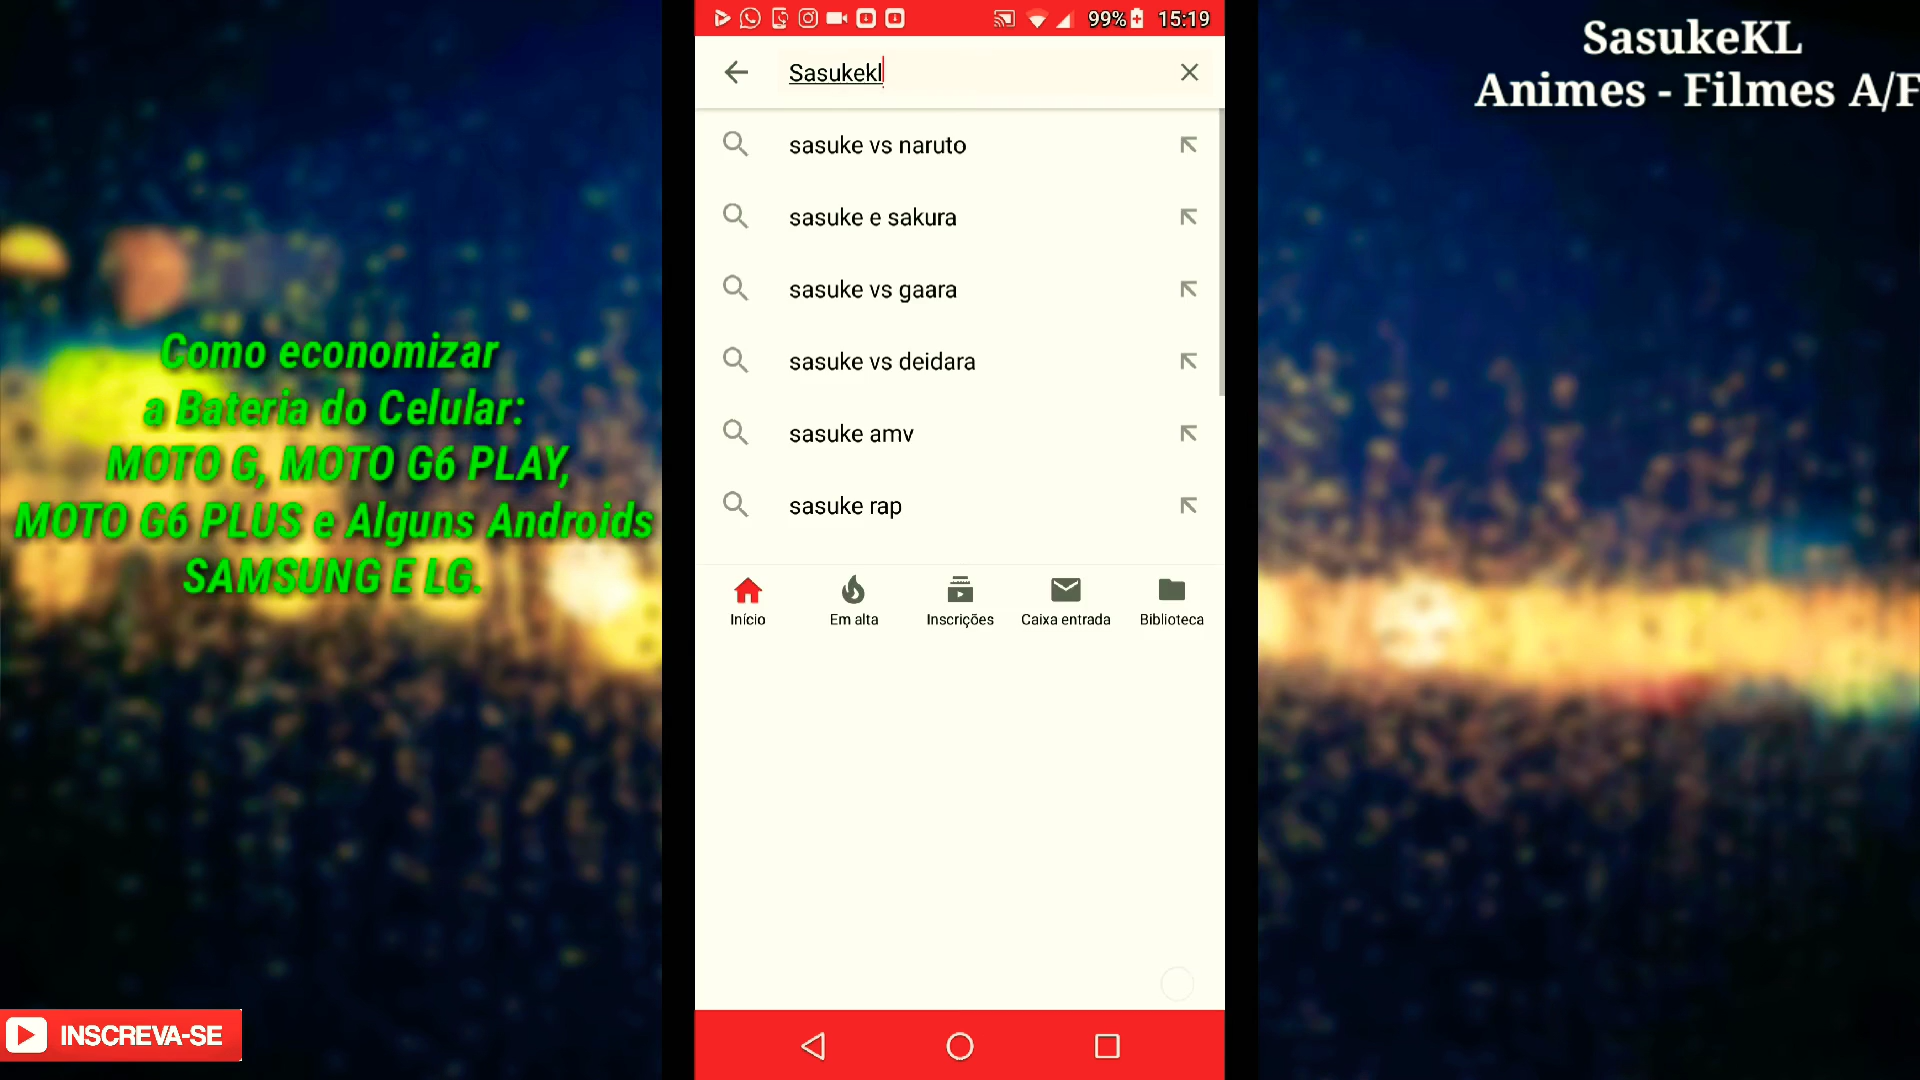 SasukeKL
Animes - Filmes A/F
99% 15:19
Sasukekl
sasuke vs naruto
sasuke e sakura
sasuke vs gaara
sasuke vs deidara
sasuke amv
sasuke rap
Início Em alta Inscrições Caixa entrada Biblioteca
Como economizar
a Bateria do Celular:
MOTO G, MOTO G6 PLAY,
MOTO G6 PLUS e Alguns Androids
SAMSUNG E LG.
INSCREVA-SE